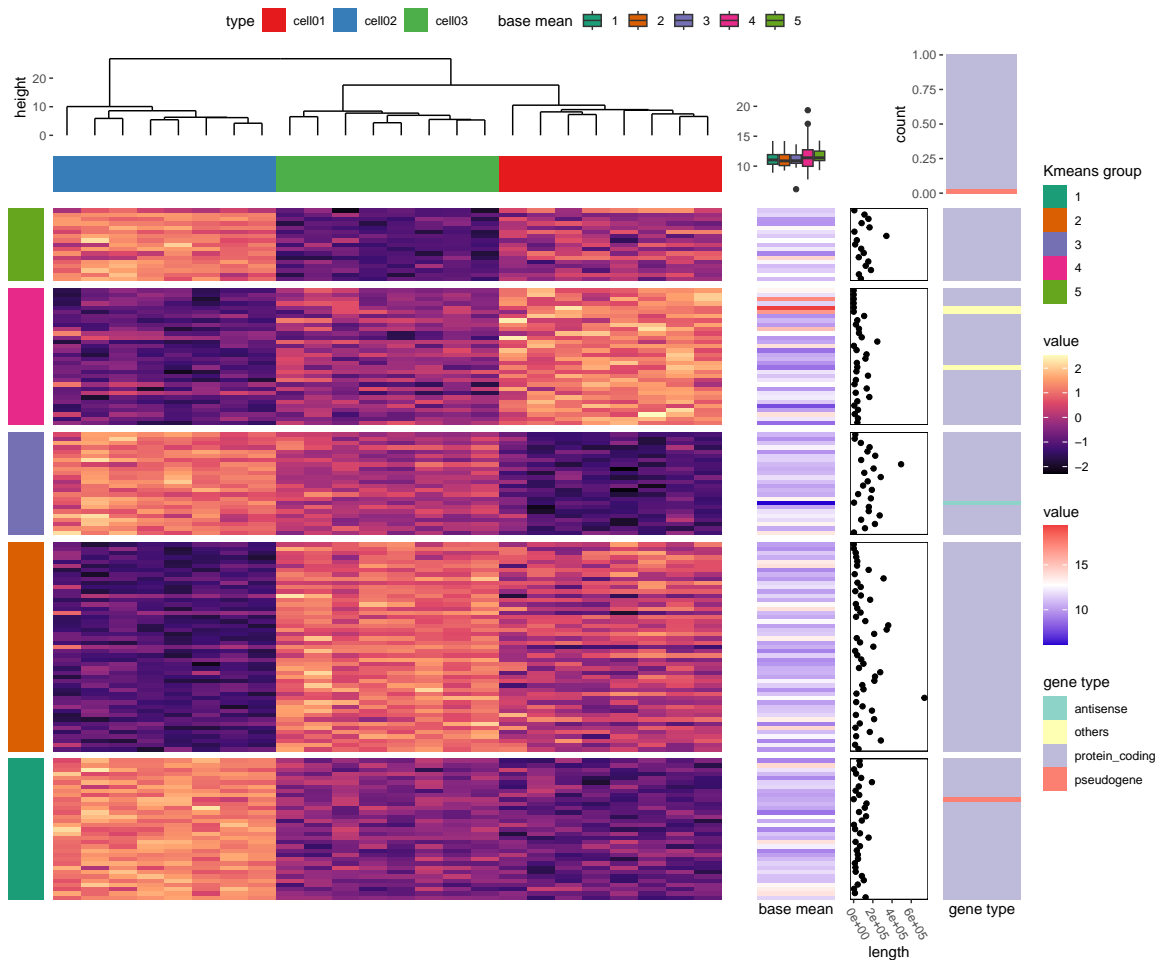 type cell01 cell02 cell03 base mean 1 2 3 4 5
height
20
10
0
20
15
10
count
1.00
0.75
0.50
0.25
0.00
Kmeans group
1
2
3
4
5
value
2
1
0
−1
−2
value
15
10
gene type
antisense
others
protein_coding
pseudogene
base mean
0e+00
2e+05
4e+05
6e+05
length
gene type